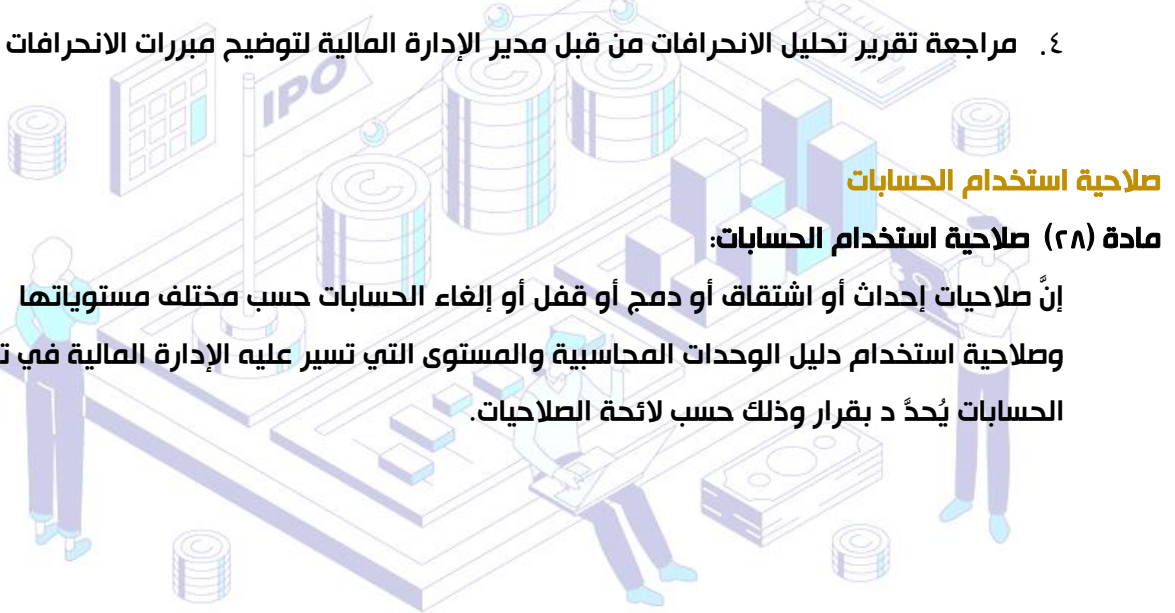 ٤. مراجعة تقرير تحليل الانحرافات من قبل مدير الإدارة المالية لتوضيح مبررات الانحرافات
IPO
صلاحية استخدام الحسابات
مادة (٢٨) صلاحية استخدام الحسابات:
إنَّ صلاحيات إحداث أو اشتقاق أو دمج أو قفل أو إلغاء الحسابات حسب مختلف مستوياتها
وصلاحية استخدام دليل الوحدات المحاسبية والمستوى التي تسير عليه الإدارة المالية في
الحسابات يُحدَّ د بقرار وذلك حسب لائحة الصلاحيات.